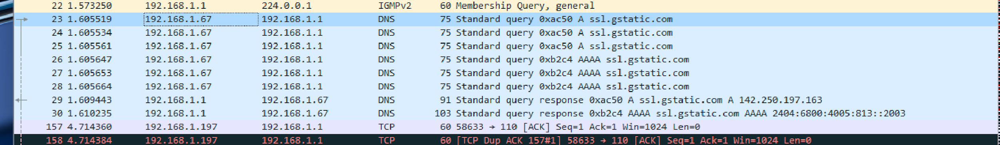 22 1.573250 192.168.1.1 224.0.0.1 IGMPv2 60 Membership Query, general
23 1.605519 192.168.1.67 192.168.1.1 DNS 75 Standard query 0xac50 A ssl.gstatic.com
24 1.605534 192.168.1.67 192.168.1.1 DNS 75 Standard query 0xac50 A ssl.gstatic.com
25 1.605561 192.168.1.67 192.168.1.1 DNS 75 Standard query 0xac50 A ssl.gstatic.com
26 1.605647 192.168.1.67 192.168.1.1 DNS 75 Standard query 0xb2c4 AAAA ssl.gstatic.com
27 1.605653 192.168.1.67 192.168.1.1 DNS 75 Standard query 0xb2c4 AAAA ssl.gstatic.com
28 1.605664 192.168.1.67 192.168.1.1 DNS 75 Standard query 0xb2c4 AAAA ssl.gstatic.com
29 1.609443 192.168.1.1 192.168.1.67 DNS 91 Standard query response 0xac50 A ssl.gstatic.com A 142.250.197.163
30 1.610235 192.168.1.1 192.168.1.67 DNS 103 Standard query response 0xb2c4 AAAA ssl.gstatic.com AAAA 2404:6800:4005:813::2003
157 4.714360 192.168.1.197 192.168.1.1 TCP 60 58633 → 110 [ACK] Seq=1 Ack=1 Win=1024 Len=0
158 4.714384 192.168.1.197 192.168.1.1 TCP 60 [TCP Dup ACK 157#1] 58633 → 110 [ACK] Seq=1 Ack=1 Win=1024 Len=0